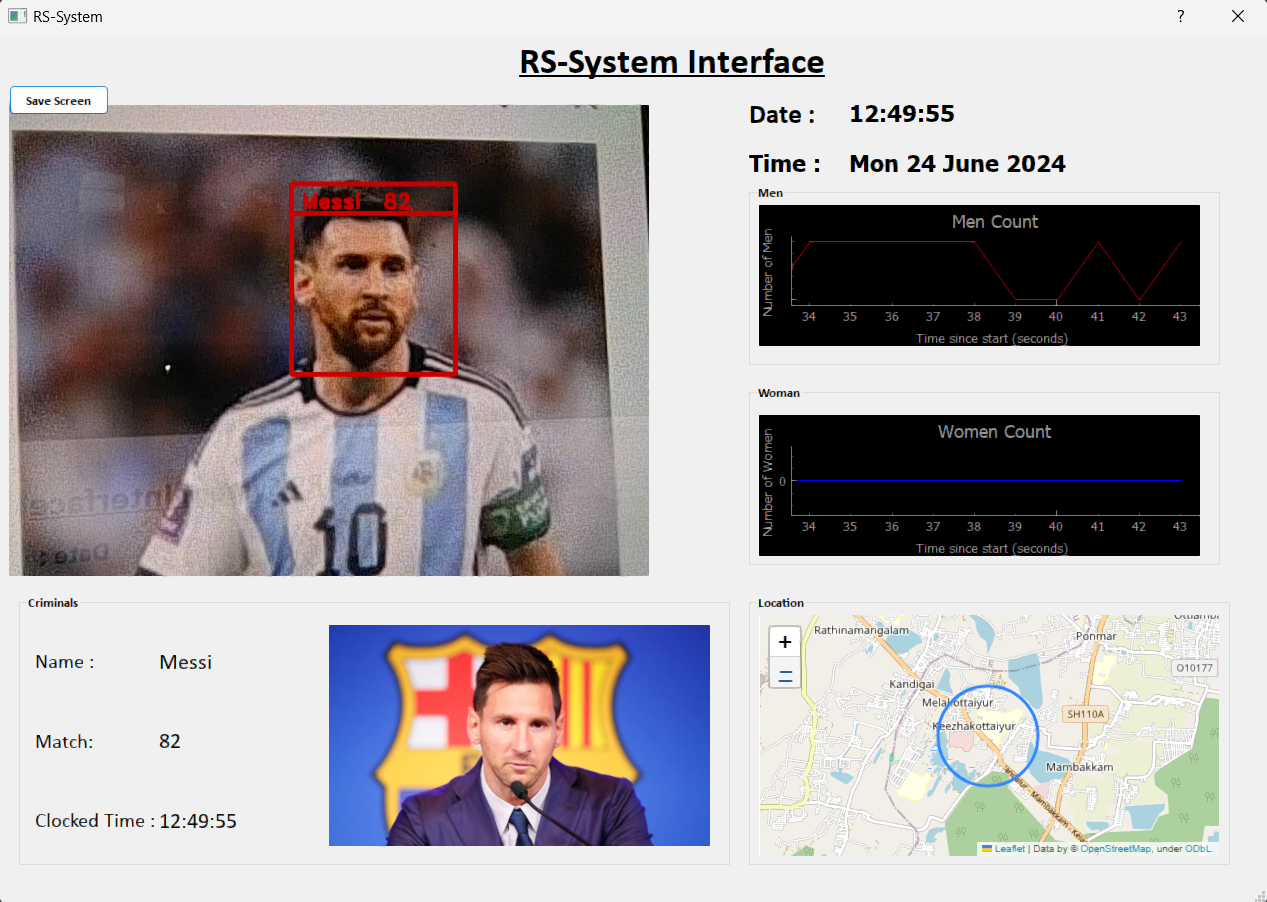 RS-System
?
RS-System Interface
Save Screen
Date : 12:49:55
Time : Mon 24 June 2024
Messi 82
10
Men
Men Count
Number of Men
34 35 36 37 38 39 40 41 42 43
Time since start (seconds)
Woman
Women Count
Number of Women
0
34 35 36 37 38 39 40 41 42 43
Time since start (seconds)
Criminals
Name : Messi
Match: 82
Clocked Time : 12:49:55
Location
+
Rathinamangalam
Ponmar
O10177
Kandigai
Melakottaiyur
SH110A
Keezhakottaiyur
Mambakkam
Leaflet | Data by © OpenStreetMap, under ODbL.